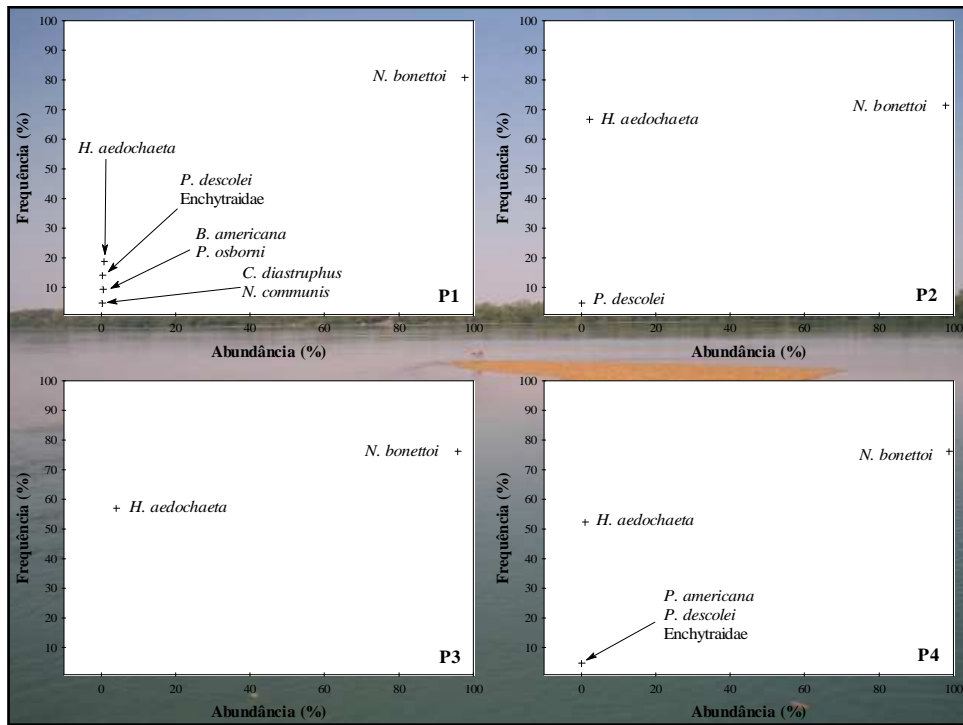 100
90
80
70
60
50
40
30
20
10
Frequência (%)
N. bonettoi
H. aedochaeta
P. descolei
Enchytraidae
B. americana
P. osborni
C. diastruphus
N. communis
P1
0 20 40 60 80 100
Abundância (%)
100
90
80
70
60
50
40
30
20
10
Frequência (%)
N. bonettoi
H. aedochaeta
P. descolei
P2
0 20 40 60 80 100
Abundância (%)
100
90
80
70
60
50
40
30
20
10
Frequência (%)
N. bonettoi
H. aedochaeta
P3
0 20 40 60 80 100
Abundância (%)
100
90
80
70
60
50
40
30
20
10
Frequência (%)
N. bonettoi
H. aedochaeta
P. americana
P. descolei
Enchytraidae
P4
0 20 40 60 80 100
Abundância (%)